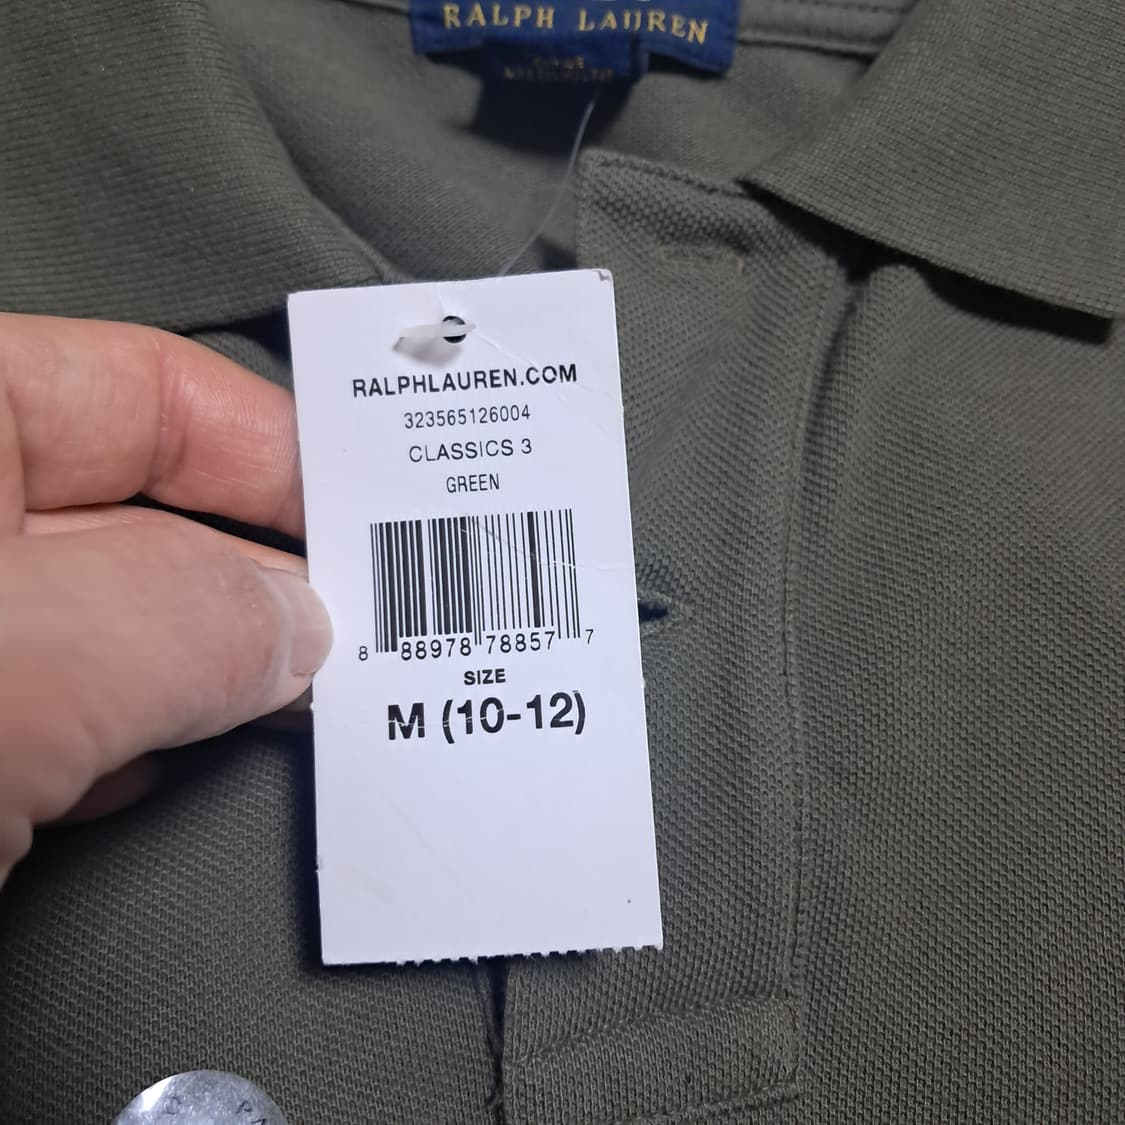 RALPH LAUREN
RALPHLAUREN.COM
323565126004
CLASSICS 3
GREEN
8 88978 78857 7
SIZE
M (10-12)